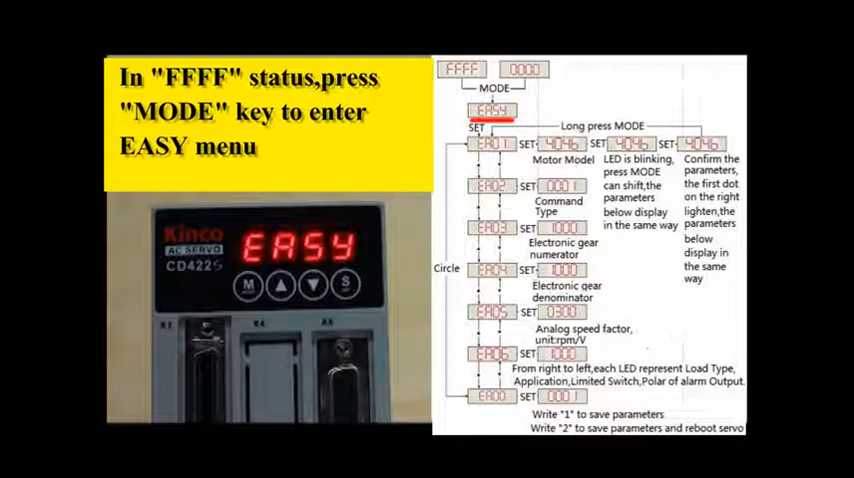 In "FFFF" status,press
"MODE" key to enter
EASY menu
Kinco
AC SERVO
CD422S
EASY
M
S
X3
X4
X5
FFFF 0000
MODE
EASY
SET
Long press MODE
EA01 SET 4046 SET 4046 SET 4046
Motor Model
LED is blinking,
press MODE
can shift,the
parameters
below display
in the same way
Confirm the
parameters,
the first dot
on the right
lighten,the
parameters
below
display in
the same
way
EA02 SET 0001
Command
Type
EA03 SET 1000
Electronic gear
numerator
Circle
EA04 SET 1000
Electronic gear
denominator
EA05 SET 0300
Analog speed factor,
unit:rpm/V
EA06 SET 1000
From right to left,each LED represent Load Type,
Application,Limited Switch,Polar of alarm Output.
EA00 SET 0001
Write "1" to save parameters
Write "2" to save parameters and reboot servo